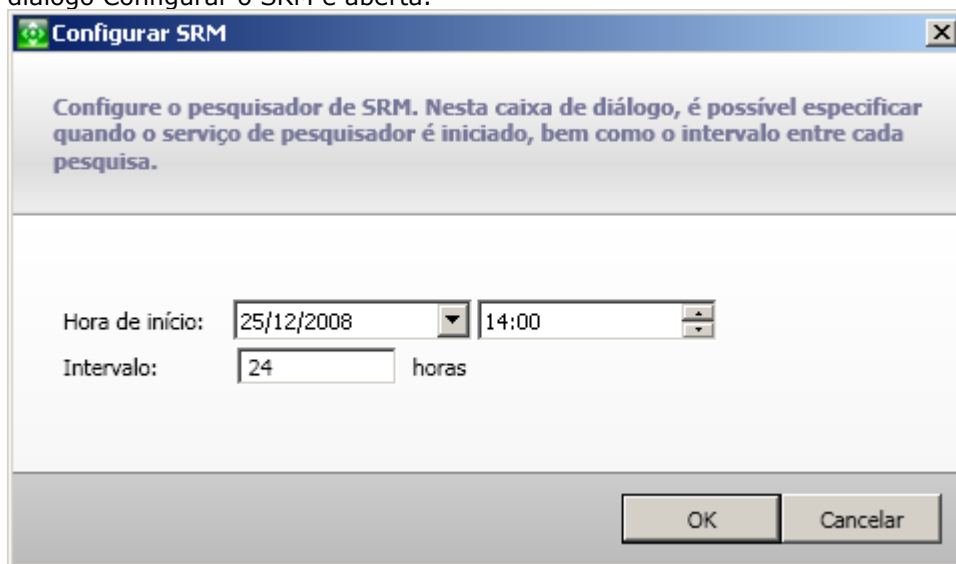 diálogo Configurar o SRM é aberta:
Configurar SRM
Configure o pesquisador de SRM. Nesta caixa de diálogo, é possível especificar
quando o serviço de pesquisador é iniciado, bem como o intervalo entre cada
pesquisa.
Hora de início: 25/12/2008 14:00
Intervalo: 24 horas
OK Cancelar